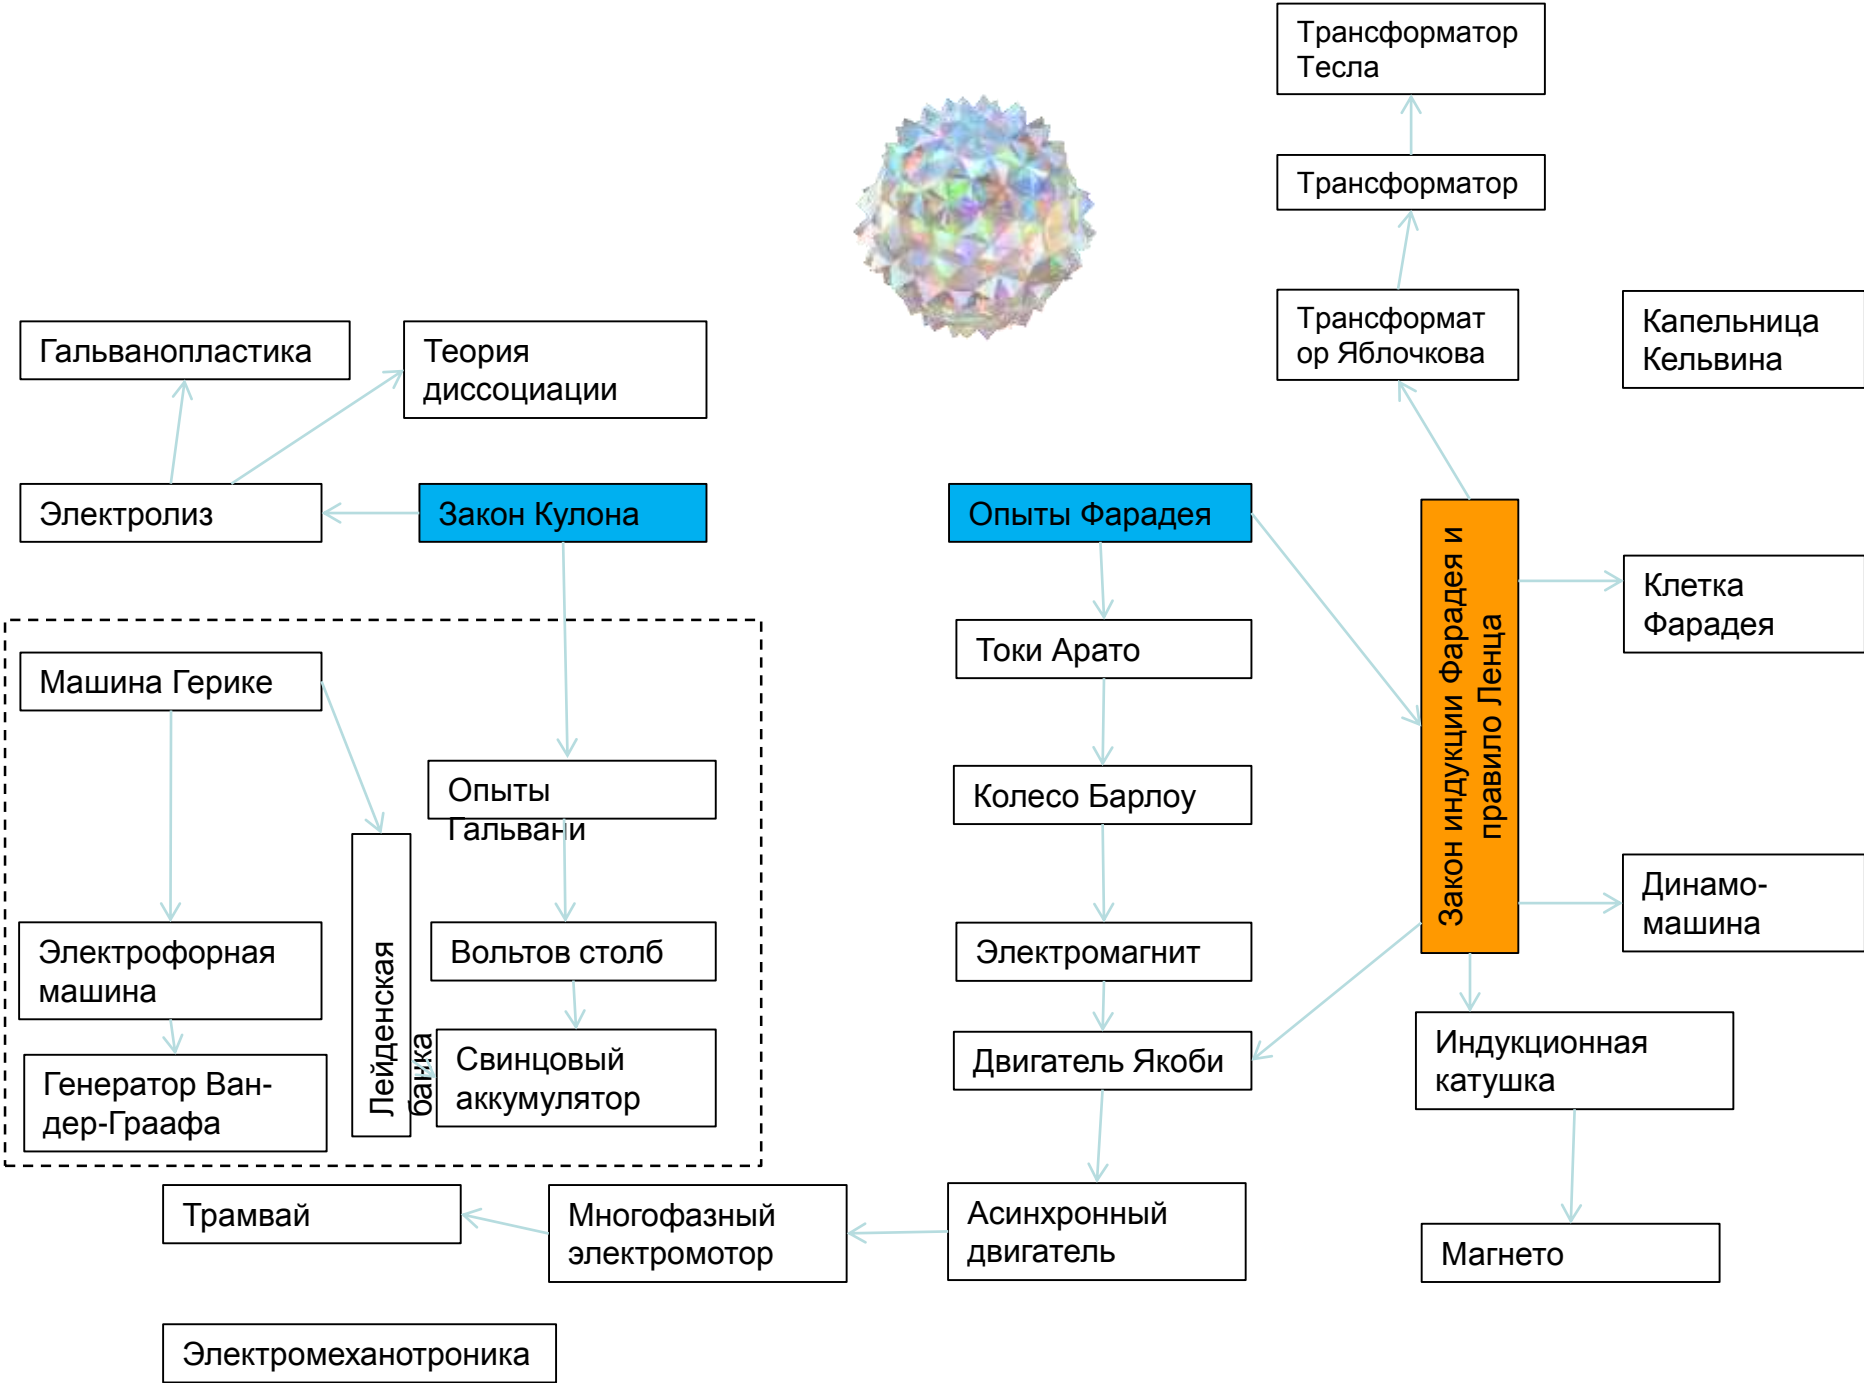 Трансформатор
Тесла
Трансформатор
Трансформат
ор Яблочкова
Капельница
Кельвина
Гальванопластика
Теория
диссоциации
Электролиз
Закон Кулона
Опыты Фарадея
Закон индукции Фарадея и
правило Ленца
Клетка
Фарадея
Машина Герике
Токи Арато
Опыты
Гальвани
Колесо Барлоу
Лейденская
банка
Динамо-
машина
Электрофорная
машина
Вольтов столб
Электромагнит
Генератор Ван-
дер-Граафа
Свинцовый
аккумулятор
Двигатель Якоби
Индукционная
катушка
Трамвай
Многофазный
электромотор
Асинхронный
двигатель
Магнето
Электромеханотроника